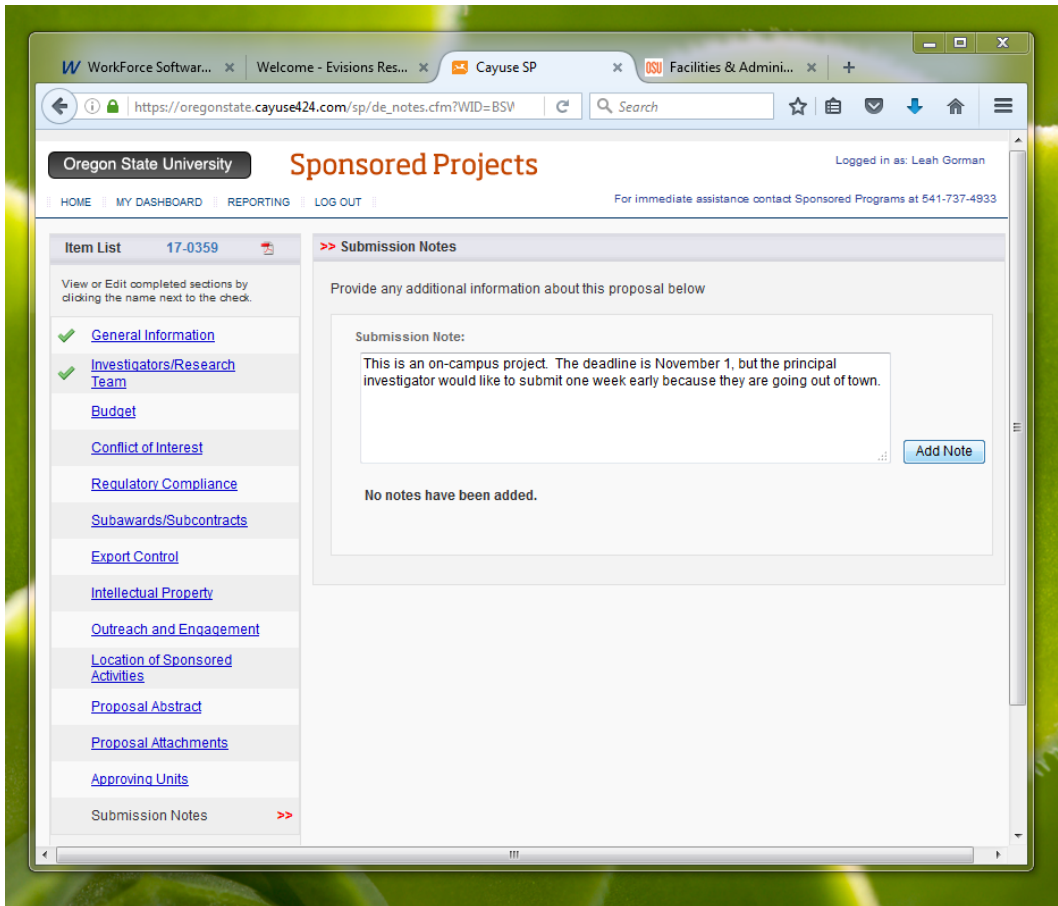 WorkForce Softwar...
Welcome - Evisions Res...
Cayuse SP
OSU Facilities & Admini...
https://oregonstate.cayuse424.com/sp/de_notes.cfm?WID=BSW
Search
Oregon State University
Sponsored Projects
Logged in as: Leah Gorman
HOME MY DASHBOARD REPORTING LOG OUT
For immediate assistance contact Sponsored Programs at 541-737-4933
Item List 17-0359
View or Edit completed sections by
clicking the name next to the check.
General Information
Investigators/Research
Team
Budget
Conflict of Interest
Regulatory Compliance
Subawards/Subcontracts
Export Control
Intellectual Property
Outreach and Engagement
Location of Sponsored
Activities
Proposal Abstract
Proposal Attachments
Approving Units
Submission Notes >>
>> Submission Notes
Provide any additional information about this proposal below
Submission Note:
This is an on-campus project. The deadline is November 1, but the principal
investigator would like to submit one week early because they are going out of town.
Add Note
No notes have been added.